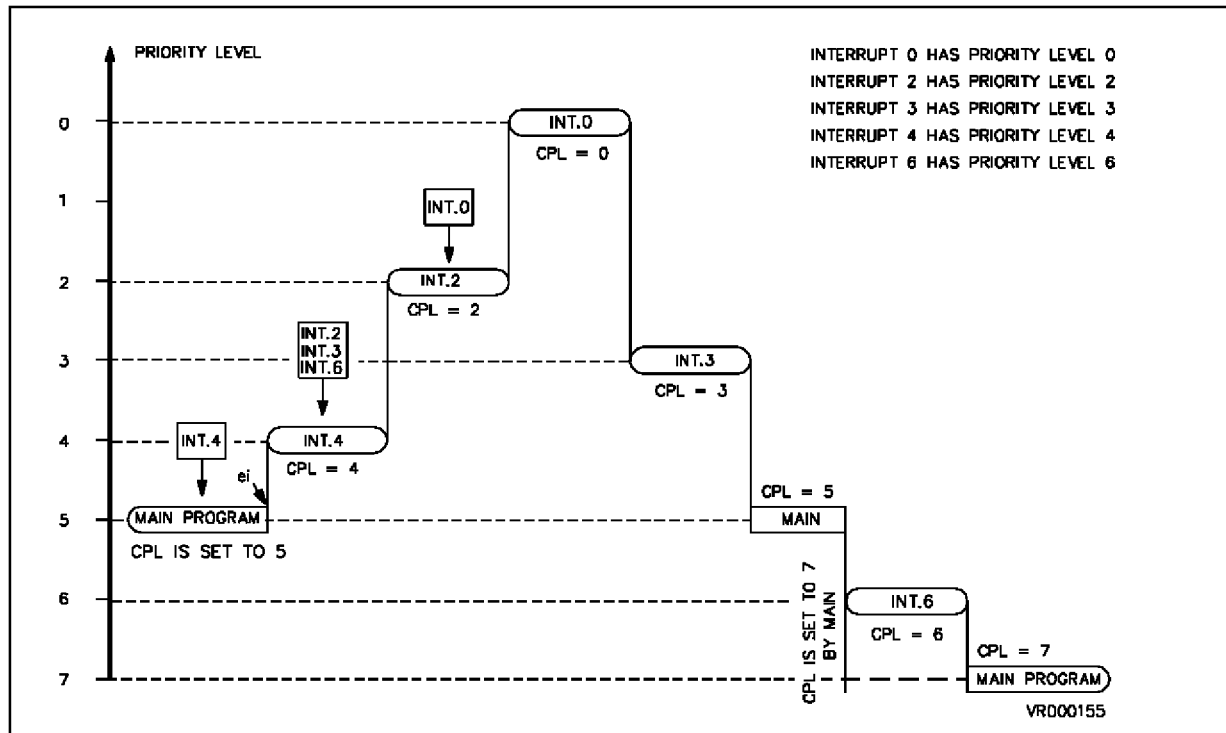 PRIORITY LEVEL
INTERRUPT 0 HAS PRIORITY LEVEL 0
INTERRUPT 2 HAS PRIORITY LEVEL 2
INTERRUPT 3 HAS PRIORITY LEVEL 3
INTERRUPT 4 HAS PRIORITY LEVEL 4
INTERRUPT 6 HAS PRIORITY LEVEL 6
0
INT.0
CPL = 0
1
INT.0
2
INT.2
CPL = 2
INT.2
INT.3
INT.6
3
INT.3
CPL = 3
4
INT.4
INT.4
CPL = 4
ei
CPL = 5
5
MAIN PROGRAM
MAIN
CPL IS SET TO 5
CPL IS SET TO 7
BY MAIN
6
INT.6
CPL = 6
CPL = 7
7
MAIN PROGRAM
VR000155